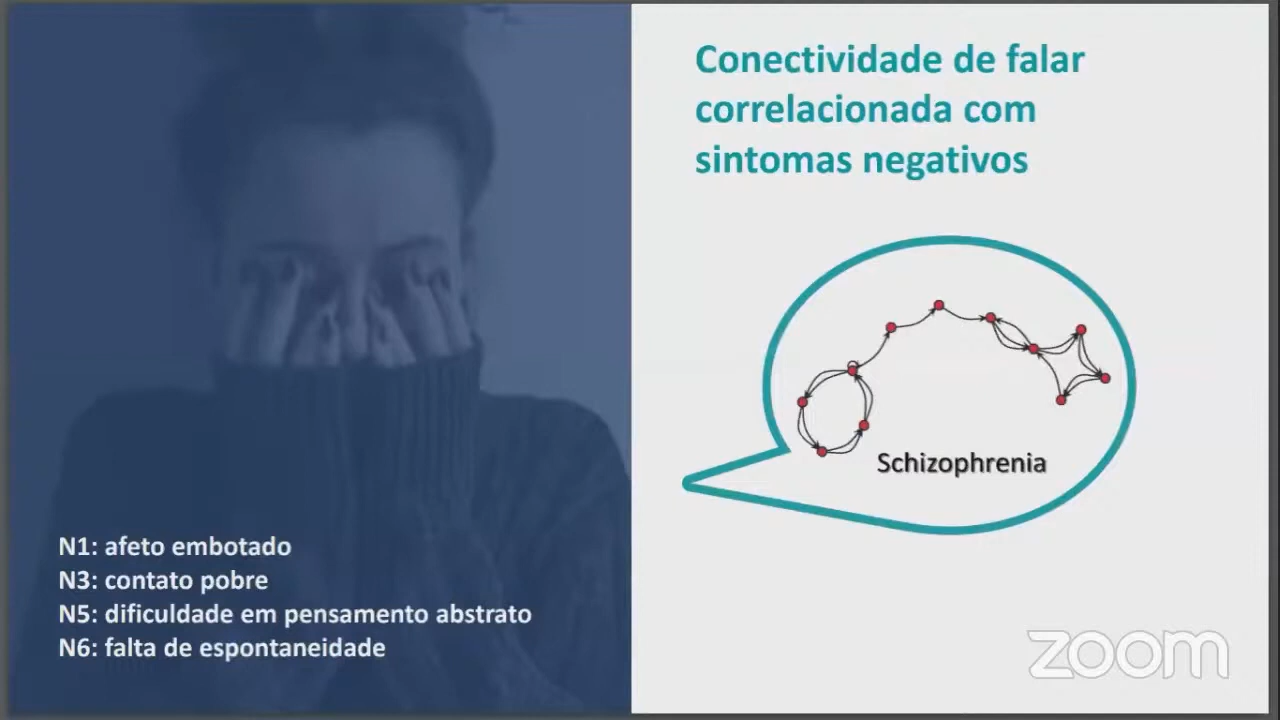 Conectividade de falar
correlacionada com
sintomas negativos
Schizophrenia
N1: afeto embotado
N3: contato pobre
N5: dificuldade em pensamento abstrato
N6: falta de espontaneidade
zoom